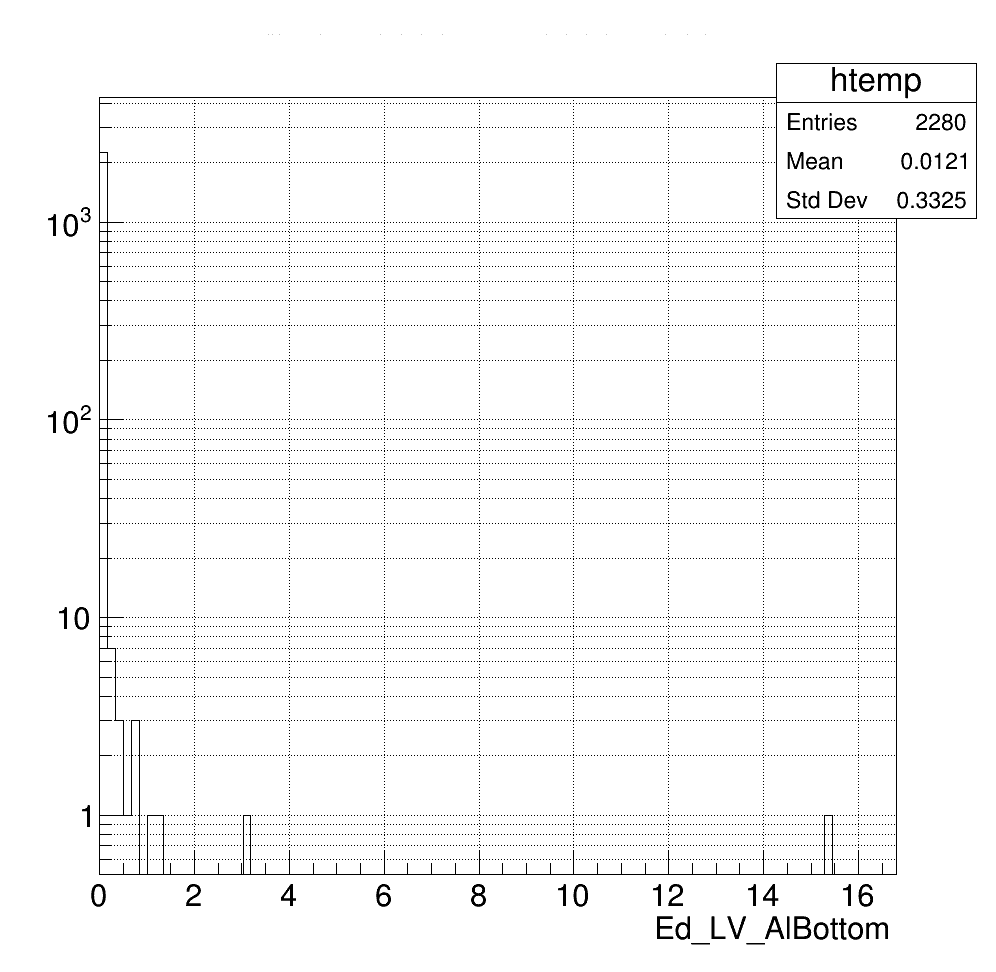 htemp
Entries 2280
Mean 0.0121
Std Dev 0.3325
10³
10²
10
1
0 2 4 6 8 10 12 14 16
Ed_LV_AlBottom